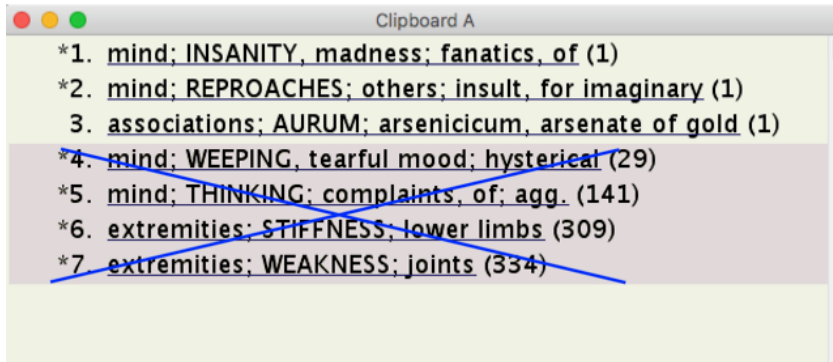 Clipboard A
*1. mind; INSANITY, madness; fanatics, of (1)
*2. mind; REPROACHES; others; insult, for imaginary (1)
3. associations; AURUM; arsenicicum, arsenate of gold (1)
*4. mind; WEEPING, tearful mood; hysterical (29)
*5. mind; THINKING; complaints, of; agg. (141)
*6. extremities; STIFFNESS; lower limbs (309)
*7. extremities; WEAKNESS; joints (334)